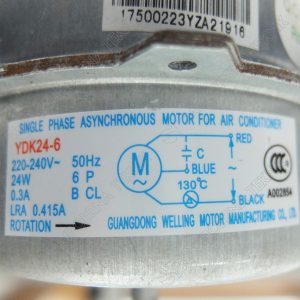 17500223YZA21916
SINGLE PHASE ASYNCHRONOUS MOTOR FOR AIR CONDITIONER
YDK24-6
220-240V~ 50Hz
24W 6 P
0.3A B CL
LRA 0.415A
ROTATION →
M
C
RED
BLUE
130℃
BLACK
CCC
A002854
GUANGDONG WELLING MOTOR MANUFACTURING CO., LTD